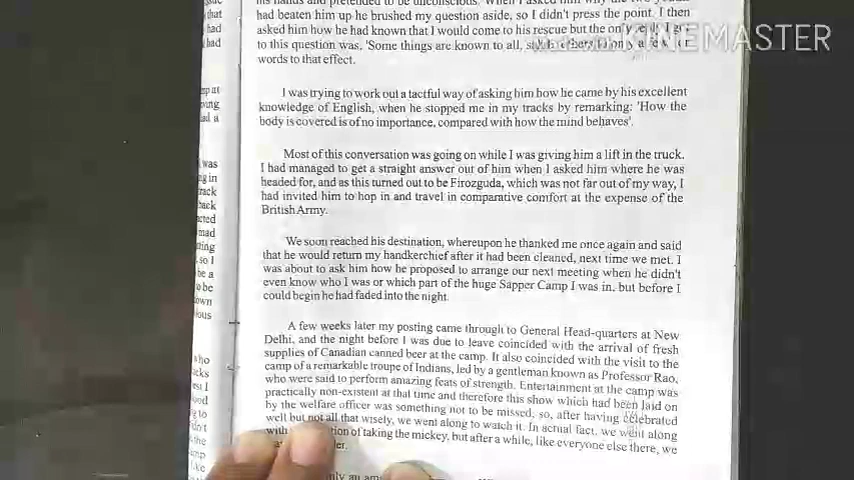 his hands and pretended to be unconscious. When I asked him why the two
had beaten him up he brushed my question aside, so I didn't press the point. I then
asked him how he had known that I would come to his rescue but the only
to this question was, 'Some things are known to all,
words to that effect.
KINEMASTER
I was trying to work out a tactful way of asking him how he came by his excellent
knowledge of English, when he stopped me in my tracks by remarking: 'How the
body is covered is of no importance, compared with how the mind behaves'.
Most of this conversation was going on while I was giving him a lift in the truck.
I had managed to get a straight answer out of him when I asked him where he was
headed for, and as this turned out to be Firozguda, which was not far out of my way, I
had invited him to hop in and travel in comparative comfort at the expense of the
British Army.
We soon reached his destination, whereupon he thanked me once again and said
that he would return my handkerchief after it had been cleaned, next time we met. I
was about to ask him how he proposed to arrange our next meeting when he didn't
even know who I was or which part of the huge Sapper Camp I was in, but before I
could begin he had faded into the night.
A few weeks later my posting came through to General Head-quarters at New
Delhi, and the night before I was due to leave coincided with the arrival of fresh
supplies of Canadian canned beer at the camp. It also coincided with the visit to the
camp of a remarkable troupe of Indians, led by a gentleman known as Professor Rao,
who were said to perform amazing feats of strength. Entertainment at the camp was
practically non-existent at that time and therefore this show which had been laid on
by the welfare officer was something not to be missed, so, after having celebrated
well but not all that wisely, we went along to watch it. In actual fact, we went along
with of taking the mickey, but after a while, like everyone else there, we